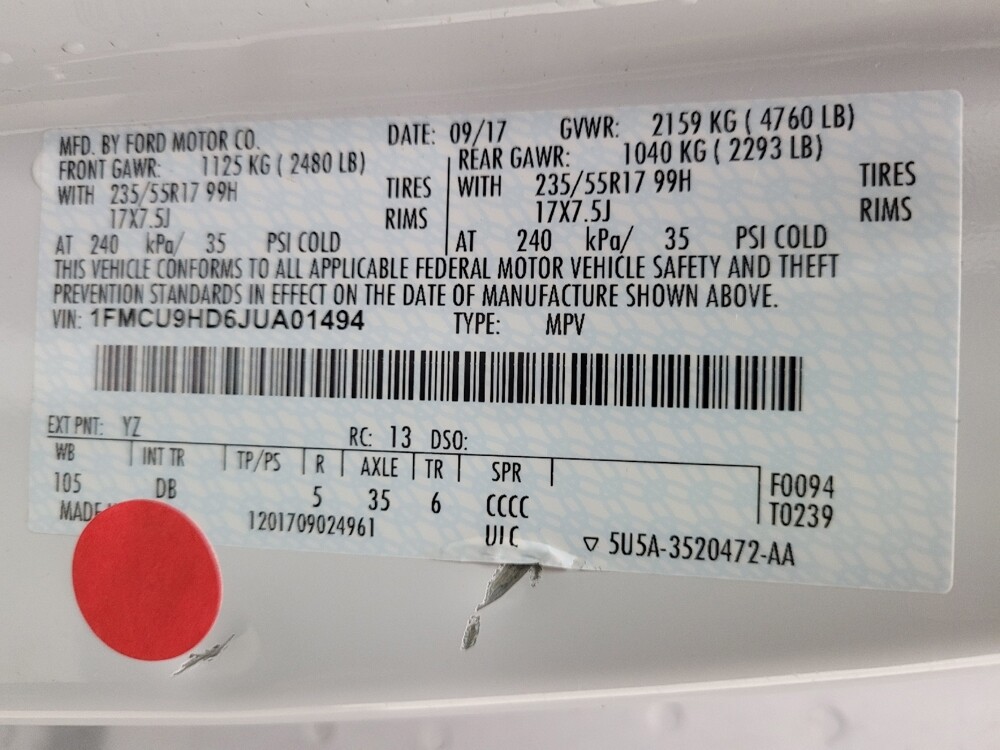 MFD. BY FORD MOTOR CO. DATE: 09/17 GVWR: 2159 KG ( 4760 LB)
FRONT GAWR: 1125 KG ( 2480 LB) REAR GAWR: 1040 KG ( 2293 LB)
WITH 235/55R17 99H TIRES WITH 235/55R17 99H TIRES
17X7.5J RIMS 17X7.5J RIMS
AT 240 kPa/ 35 PSI COLD AT 240 kPa/ 35 PSI COLD
THIS VEHICLE CONFORMS TO ALL APPLICABLE FEDERAL MOTOR VEHICLE SAFETY AND THEFT
PREVENTION STANDARDS IN EFFECT ON THE DATE OF MANUFACTURE SHOWN ABOVE.
VIN: 1FMCU9HD6JUA01494 TYPE: MPV
EXT PNT: YZ RC: 13 DSO:
WB INT TR TP/PS R AXLE TR SPR
105 DB 5 35 6 CCCC F0094
MADE 1201709024961 T0239
UIC ▽ 5U5A-3520472-AA